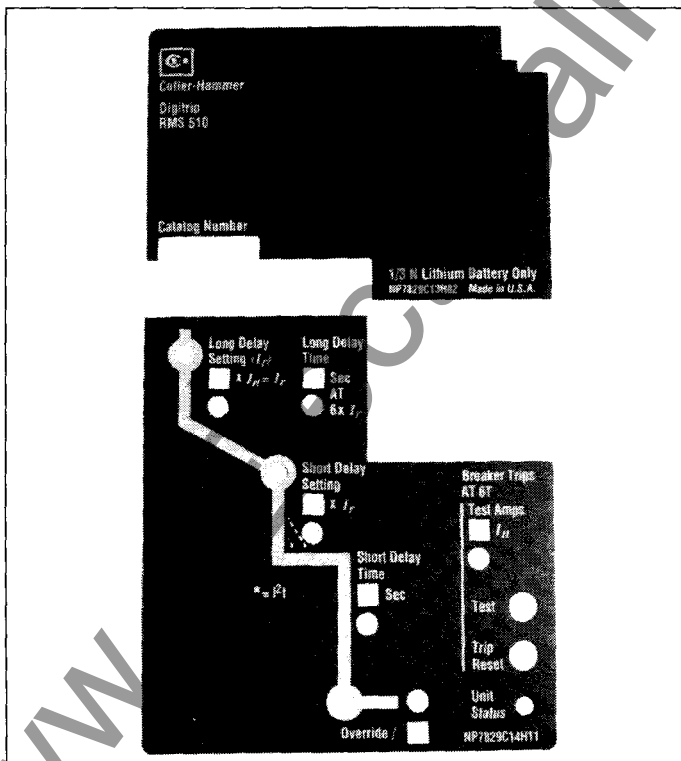 Cutler-Hammer
Digitrip
RMS 510
Catalog Number
1/3 N Lithium Battery Only
NP7829C13H02 Made in U.S.A.
Long Delay
Setting (Ir)
x In = Ir
Long Delay
Time
Sec
AT
6x Ir
Short Delay
Setting
x Ir
* = I²t
Short Delay
Time
Sec
Override /
Breaker Trips
AT 6T
Test Amps
In
Test
Trip
Reset
Unit
Status
NP7829C14H11